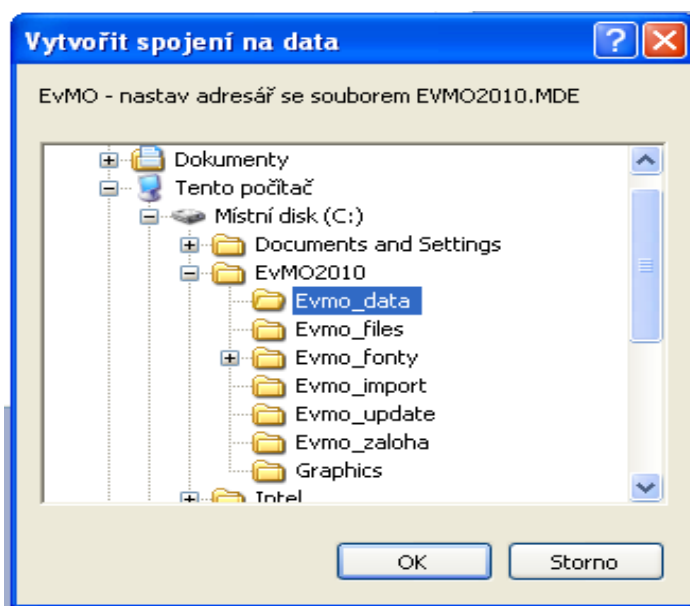 Vytvořit spojení na data
EvMO - nastav adresář se souborem EVMO2010.MDE
Dokumenty
Tento počítač
Místní disk (C:)
Documents and Settings
EvMO2010
Evmo_data
Evmo_files
Evmo_fonty
Evmo_import
Evmo_update
Evmo_zaloha
Graphics
Intel
OK Storno